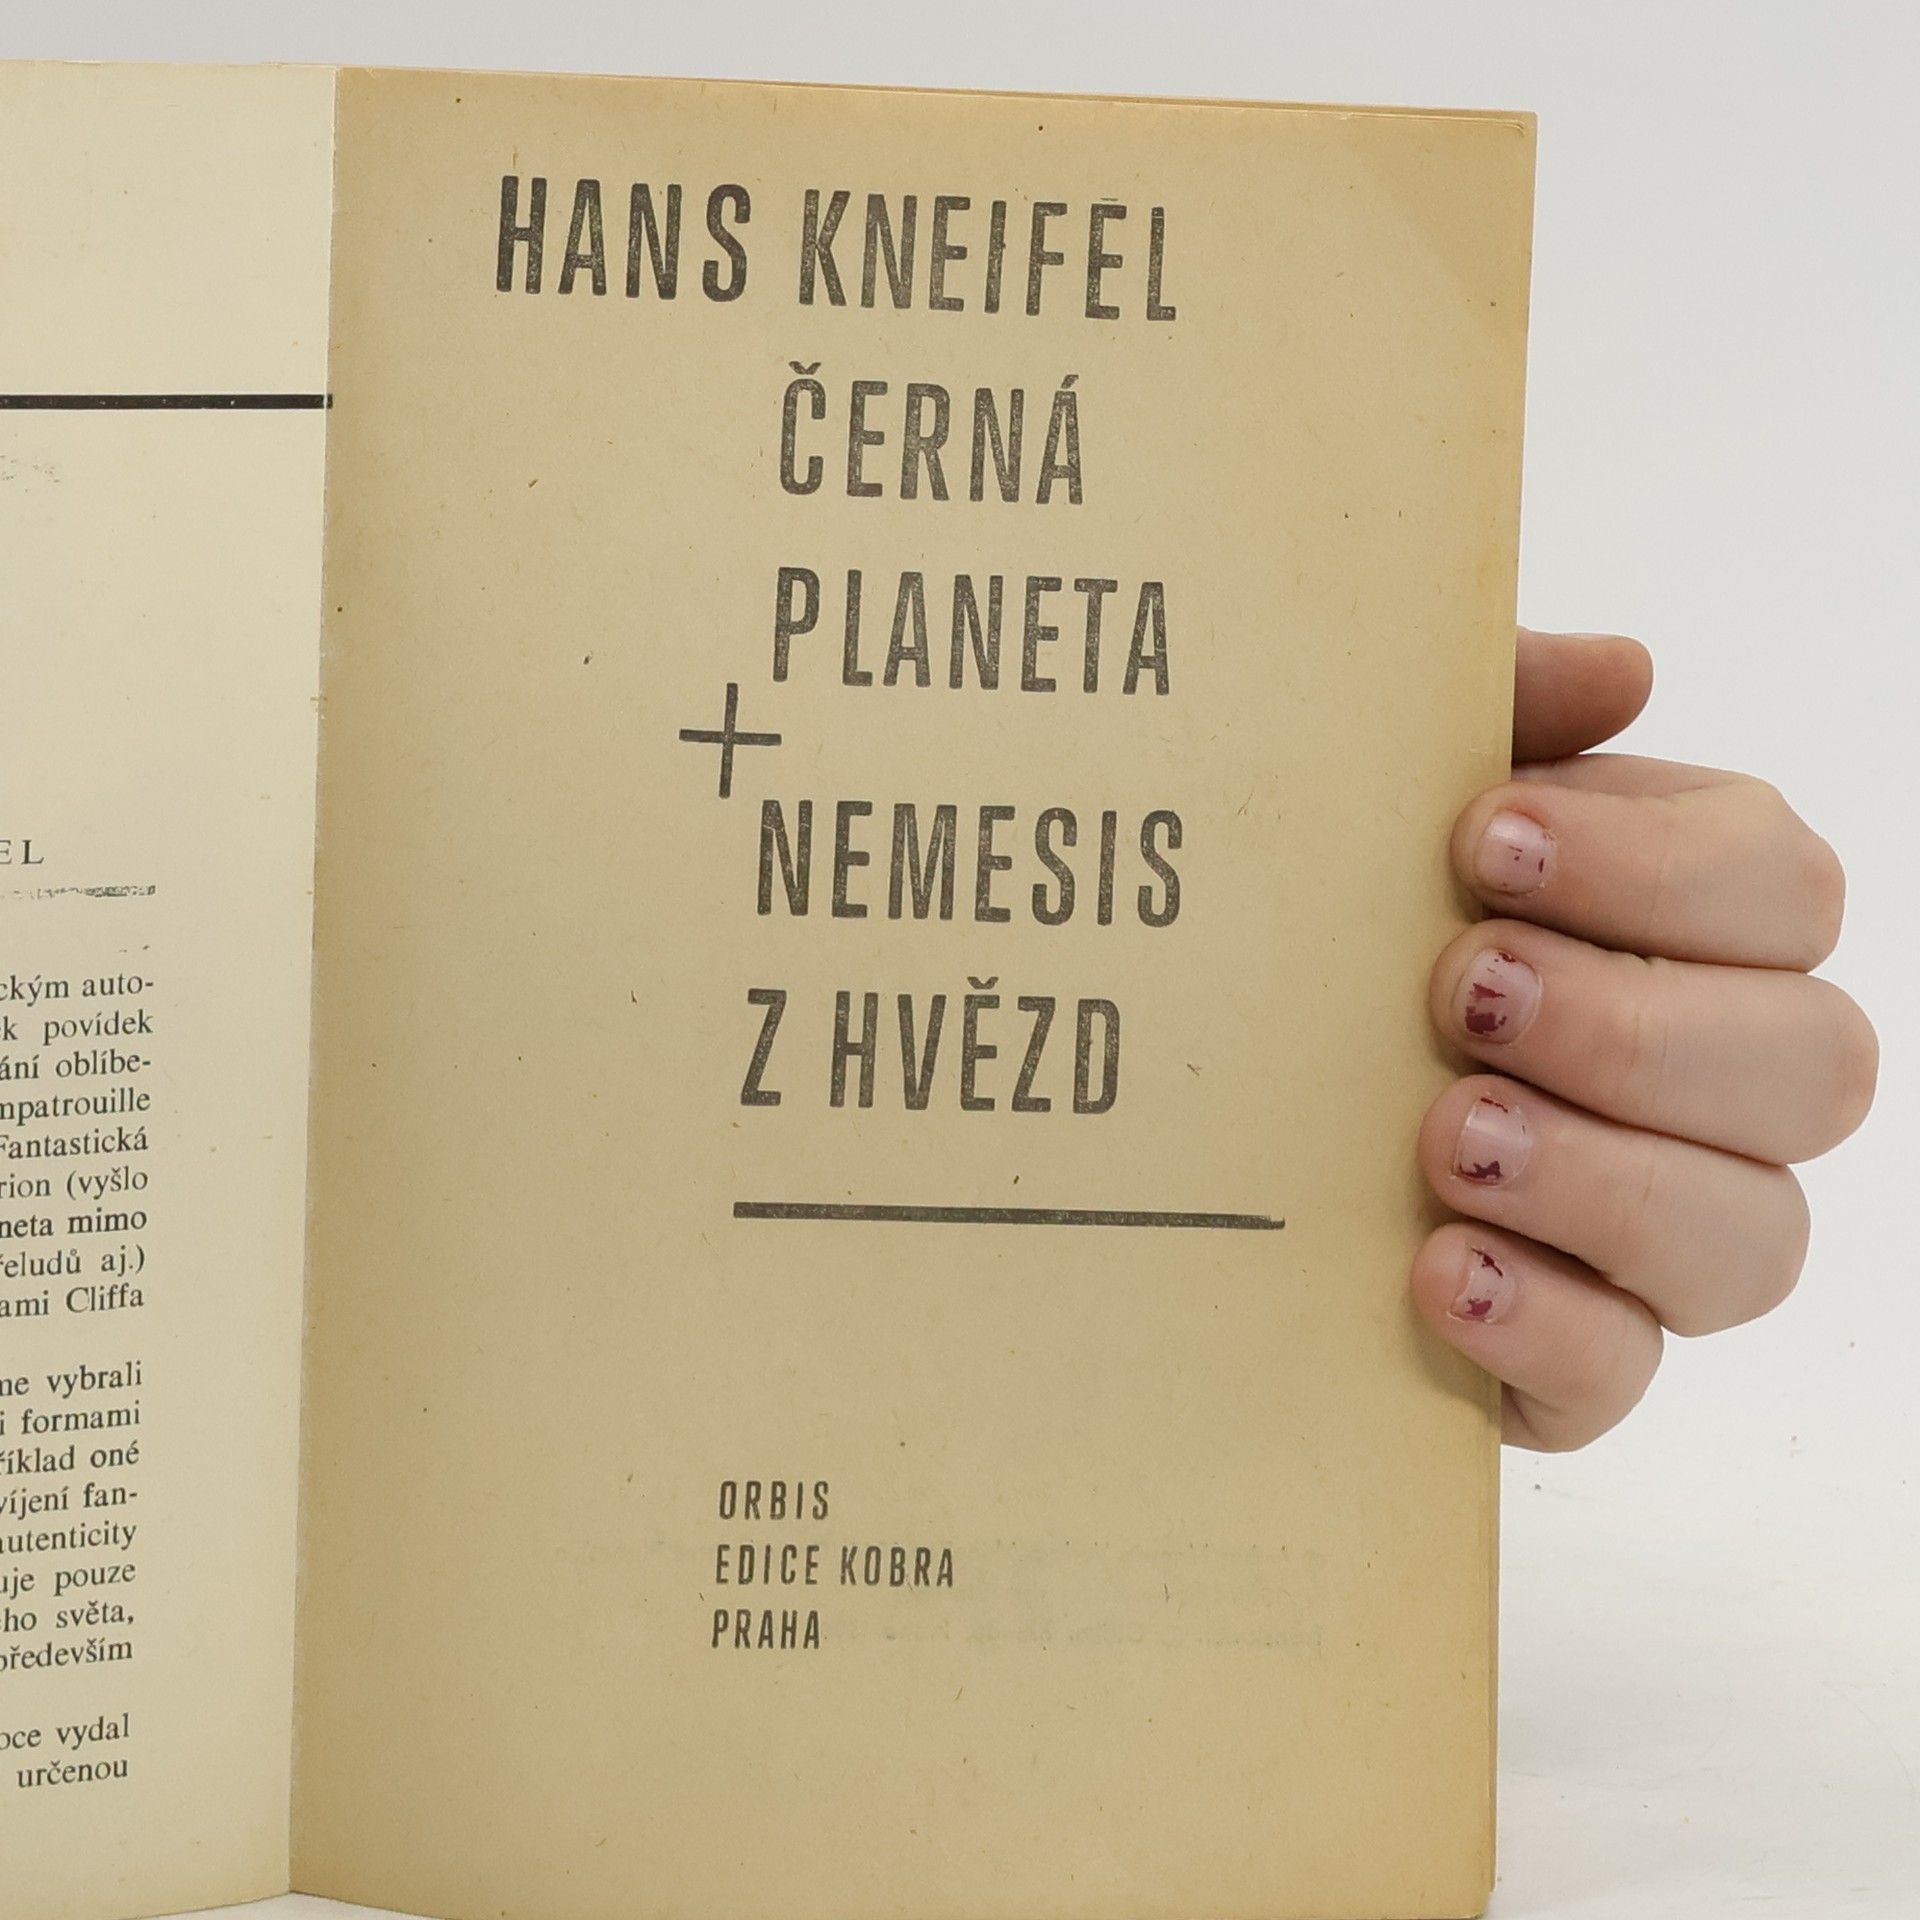 EL
ckým auto-
k povídek
ání oblíbe-
mpatrouille
Fantastická
rion (vyšlo
neta mimo
řeludů aj.)
ami Cliffa
me vybrali
i formami
říklad oné
víjení fan-
autenticity
uje pouze
ho světa,
především
oce vydal
určenou
HANS KNEIFEL
ČERNÁ
PLANETA
+
NEMESIS
Z HVĚZD
ORBIS
EDICE KOBRA
PRAHA